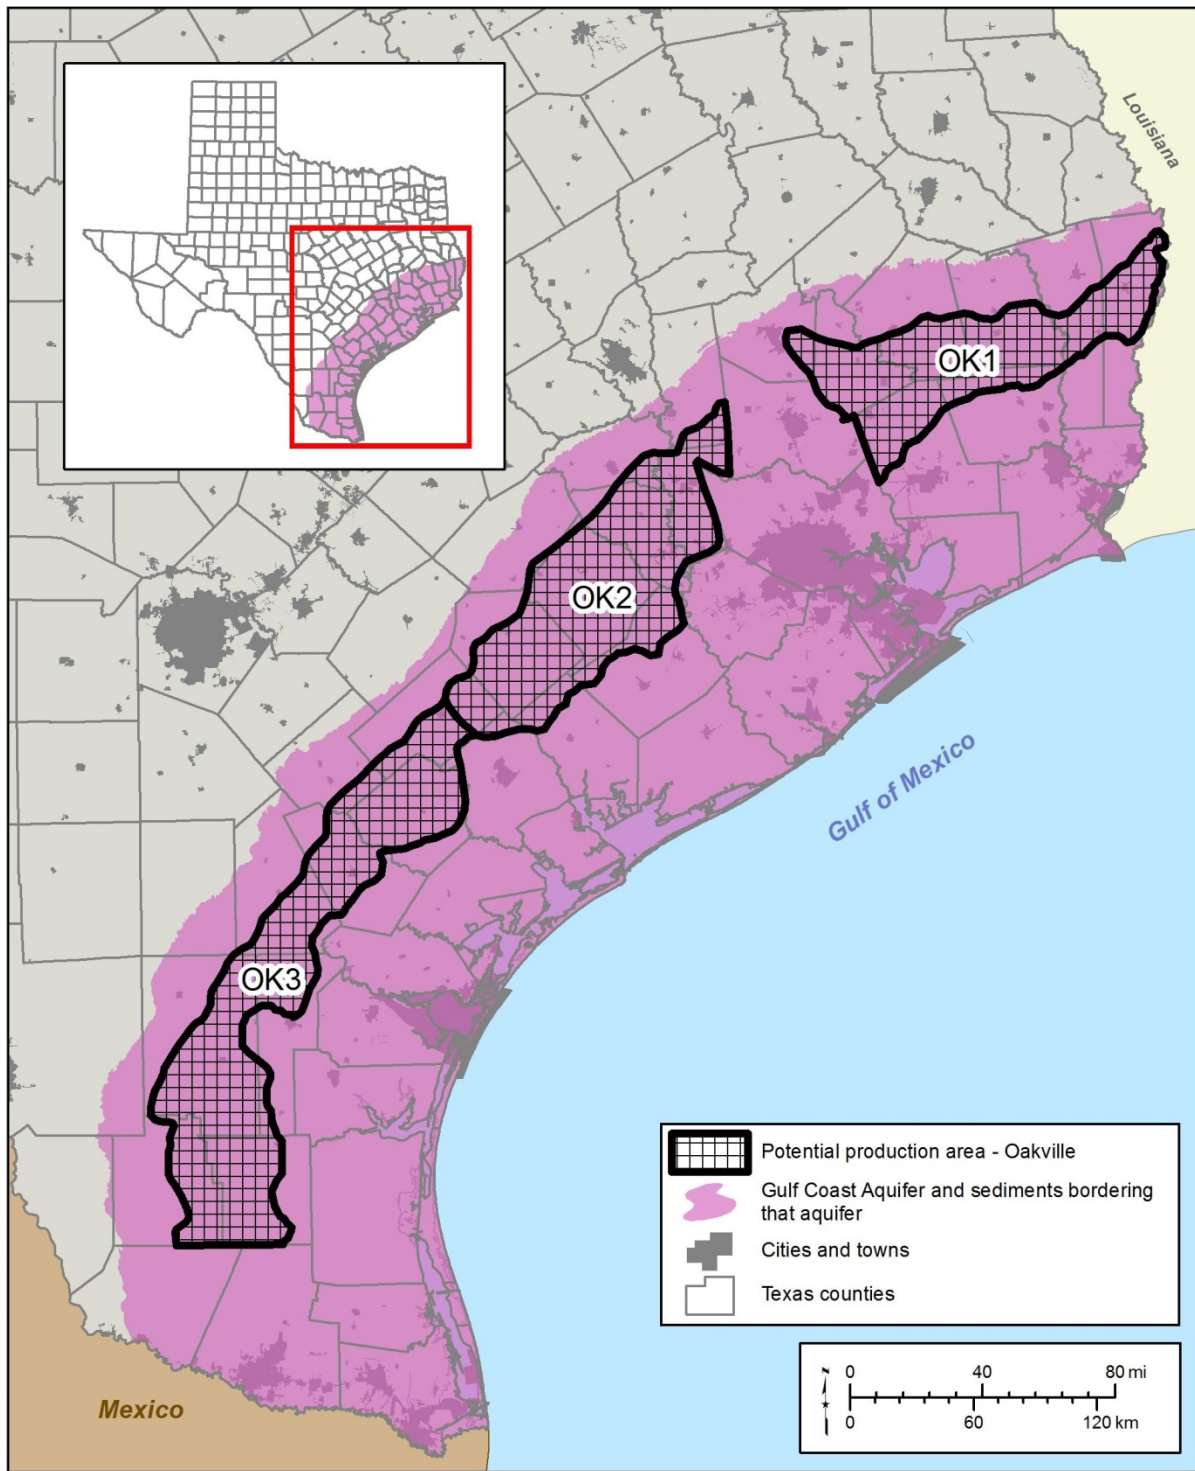 Louisiana
OK1
OK2
Gulf of Mexico
OK3
Potential production area - Oakville
Gulf Coast Aquifer and sediments bordering
that aquifer
Cities and towns
Texas counties
N
0 40 80 mi
0 60 120 km
Mexico